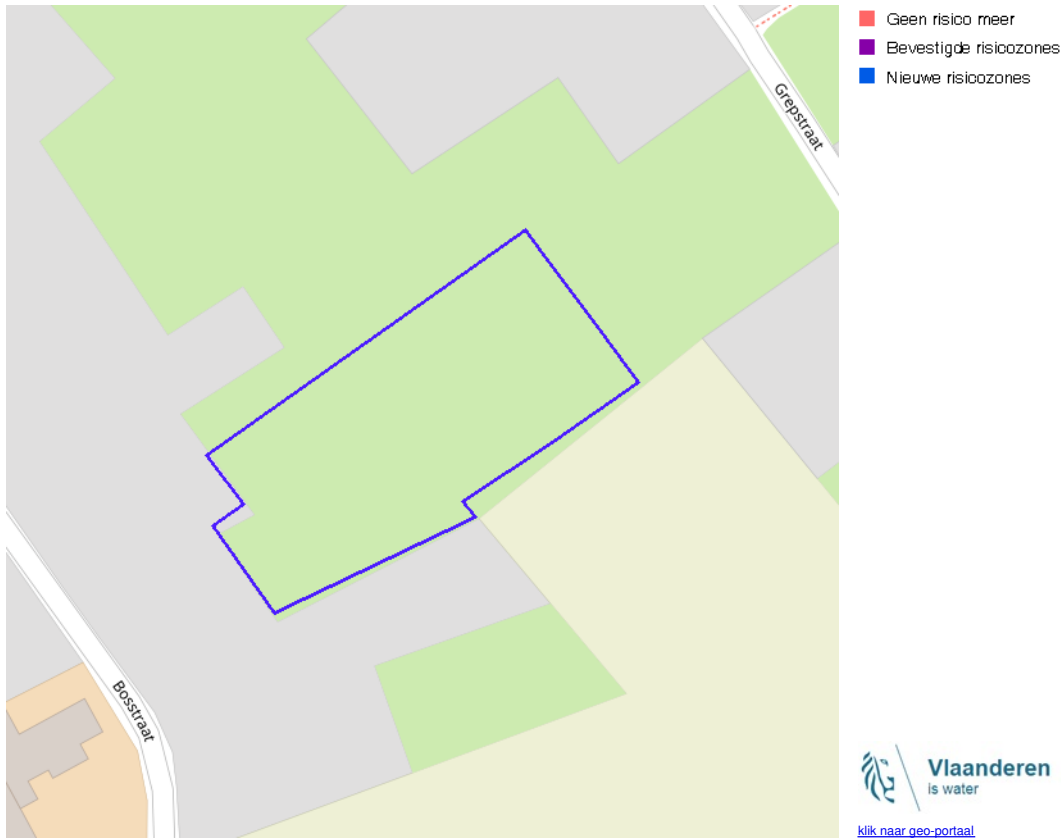 Grepstraat
Bosstraat
Geen risico meer
Bevestigde risicozones
Nieuwe risicozones
Vlaanderen
is water
klik naar geo-portaal